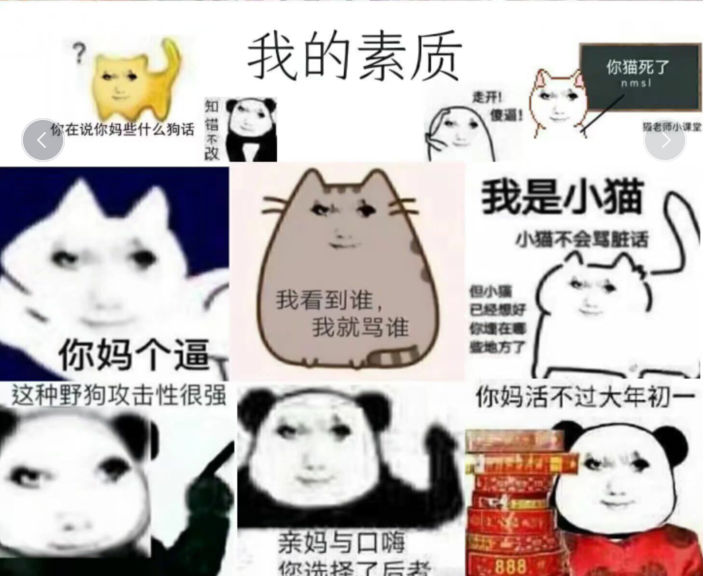 我的素质
?
你在说你妈些什么狗话
知
错
不
改
走开!
傻逼!
你猫死了
nmsl
猫老师小课堂
你妈个逼
我看到谁，
我就骂谁
我是小猫
小猫不会骂脏话
但小猫
已经想好
你埋在哪
些地方了
这种野狗攻击性很强
亲妈与口嗨
您选择了后者
你妈活不过大年初一
888